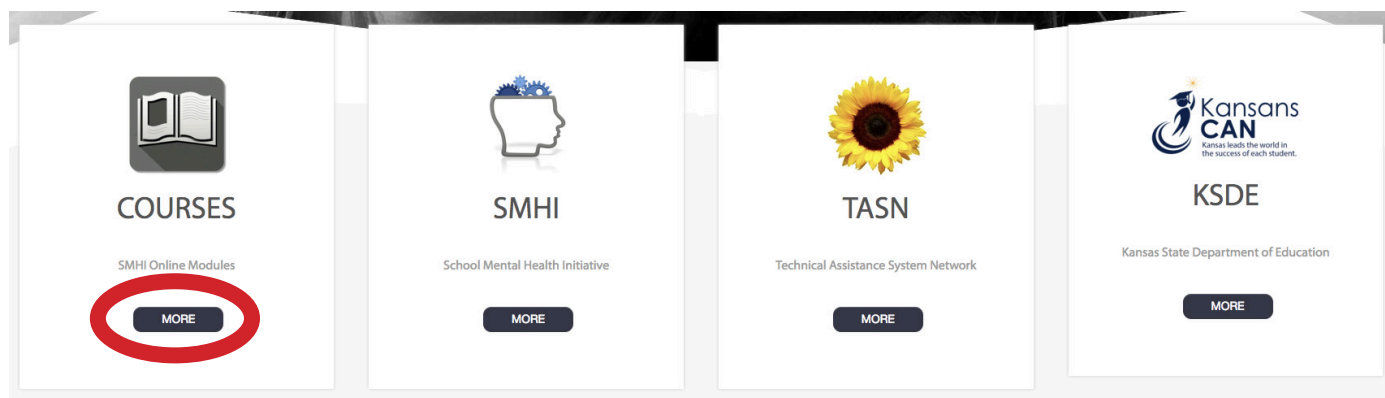 COURSES
SMHI Online Modules
MORE
SMHI
School Mental Health Initiative
MORE
TASN
Technical Assistance System Network
MORE
Kansans
CAN
Kansas leads the world in
the success of each student.
KSDE
Kansas State Department of Education
MORE